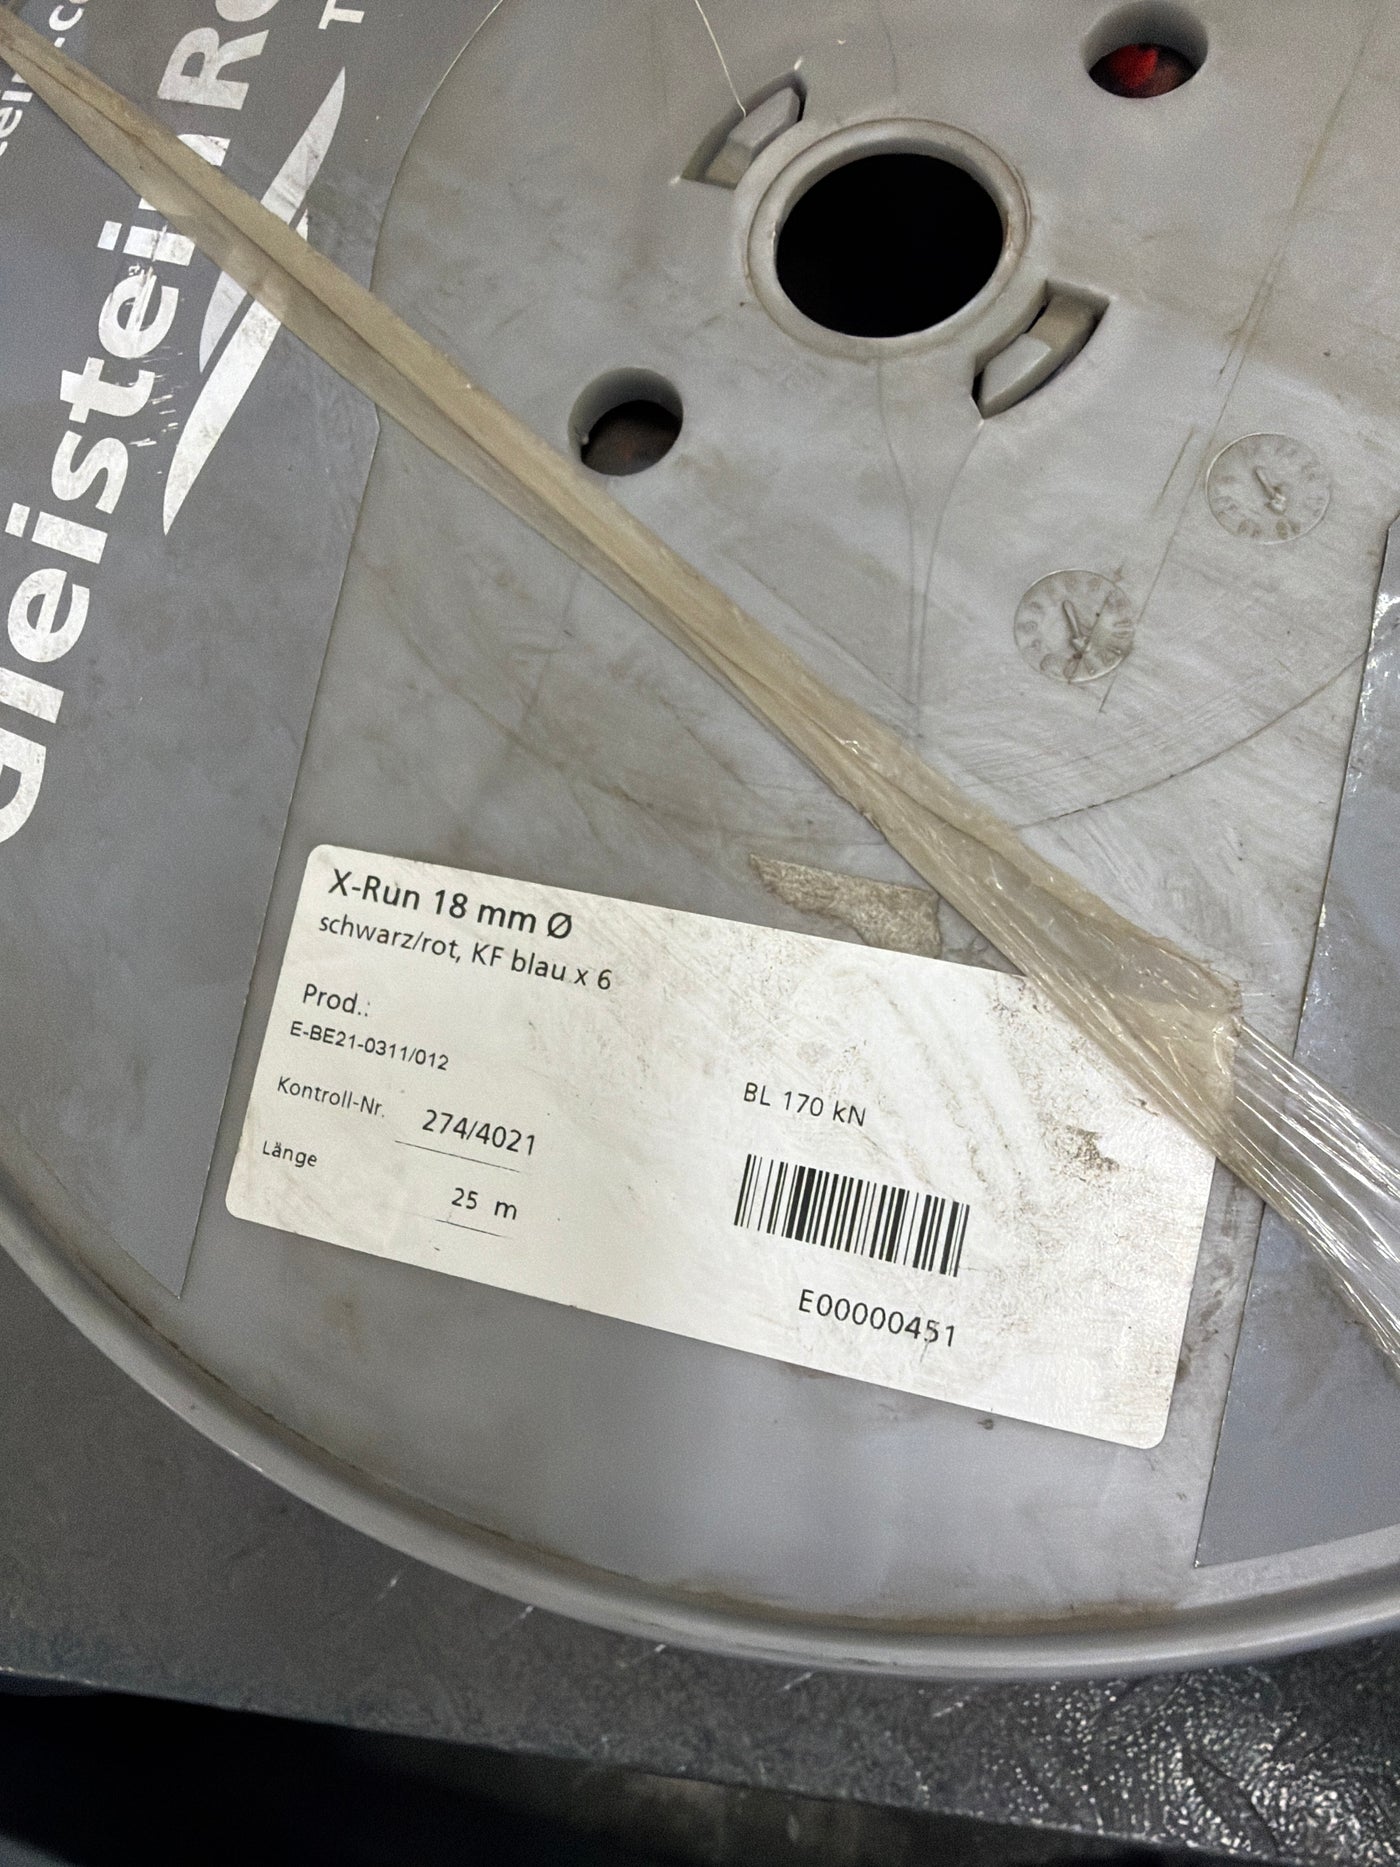 gleistein
X-Run 18 mm Ø
schwarz/rot, KF blau x 6
Prod.:
E-BE21-0311/012
Kontroll-Nr. 274/4021
Länge
25 m
BL 170 kN
E00000451